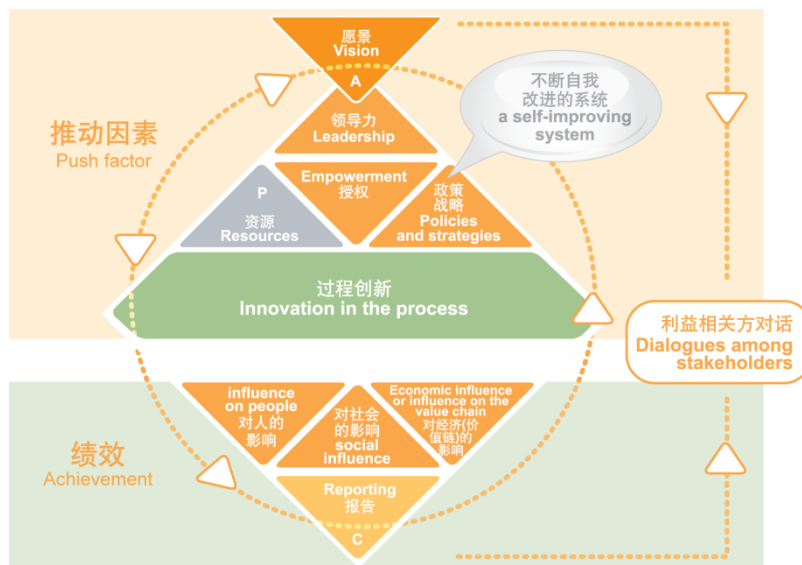 愿景
Vision
A
不断自我
改进的系统
a self-improving
system
推动因素
Push factor
领导力
Leadership
Empowerment
授权
P
资源
Resources
政策
战略
Policies
and strategies
过程创新
Innovation in the process
利益相关方对话
Dialogues among
stakeholders
绩效
Achievement
influence
on people
对人的
影响
对社会
的影响
social
influence
Economic influence
or influence on the
value chain
对经济(价
值链)的
影响
Reporting
报告
C